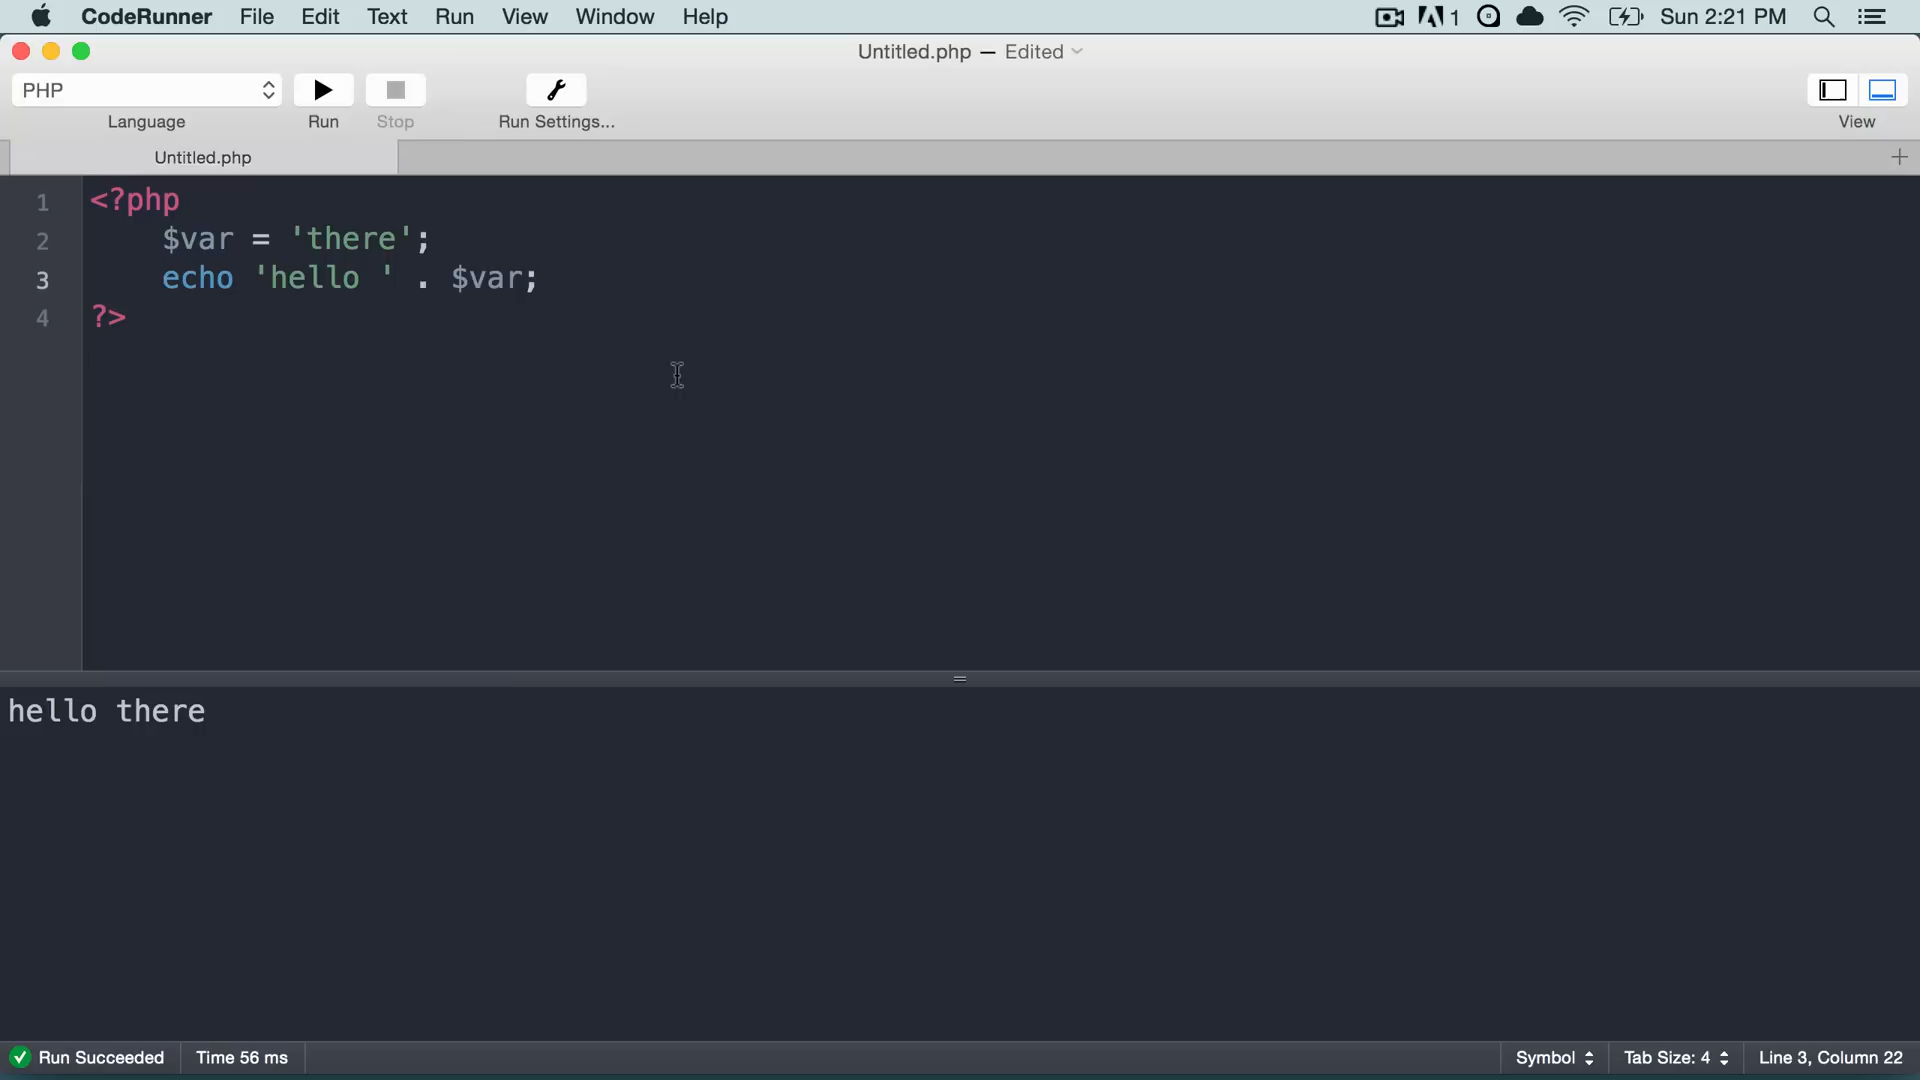 CodeRunner File Edit Text Run View Window Help 1 Sun 2:21 PM
Untitled.php — Edited
PHP
Language Run Stop Run Settings... View
Untitled.php
1 <?php
2 $var = 'there';
3 echo 'hello ' . $var;
4 ?>
hello there
Run Succeeded Time 56 ms Symbol Tab Size: 4 Line 3, Column 22